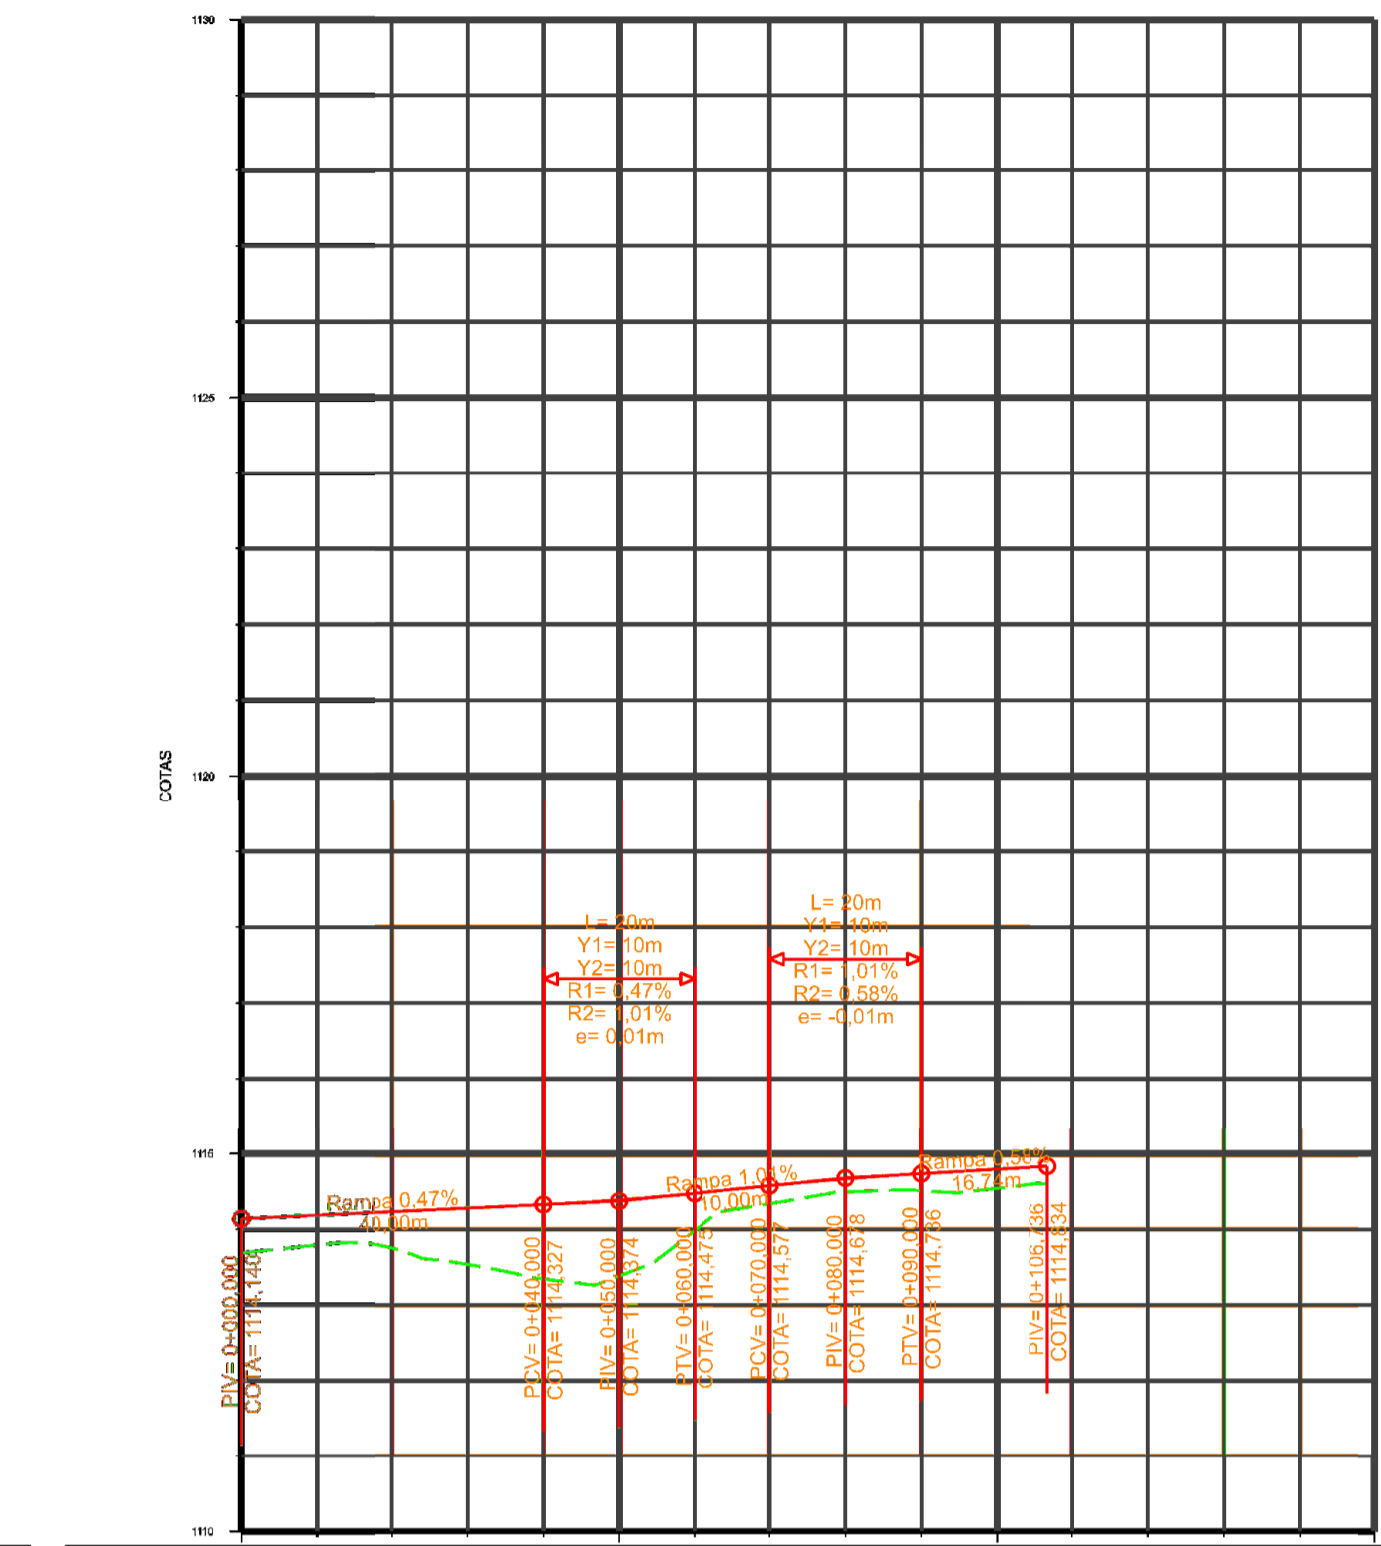 1130
1125
1120
COTAS
L= 20m
Y1= 10m
Y2= 10m
R1= 0,47%
R2= 1,01%
e= 0,01m
L= 20m
Y1= 10m
Y2= 10m
R1= 1,01%
R2= 0,58%
e= -0,01m
1115
Rampa 0,47%
40,00m
Rampa 1,01%
10,00m
Rampa 0,58%
16,74m
PIV= 0+000,000
COTA= 1114,140
PCV= 0+040,000
COTA= 1114,327
PIV= 0+050,000
COTA= 1114,374
PTV= 0+060,000
COTA= 1114,475
PCV= 0+070,000
COTA= 1114,577
PIV= 0+080,000
COTA= 1114,678
PTV= 0+090,000
COTA= 1114,736
PIV= 0+106,736
COTA= 1114,834
1110